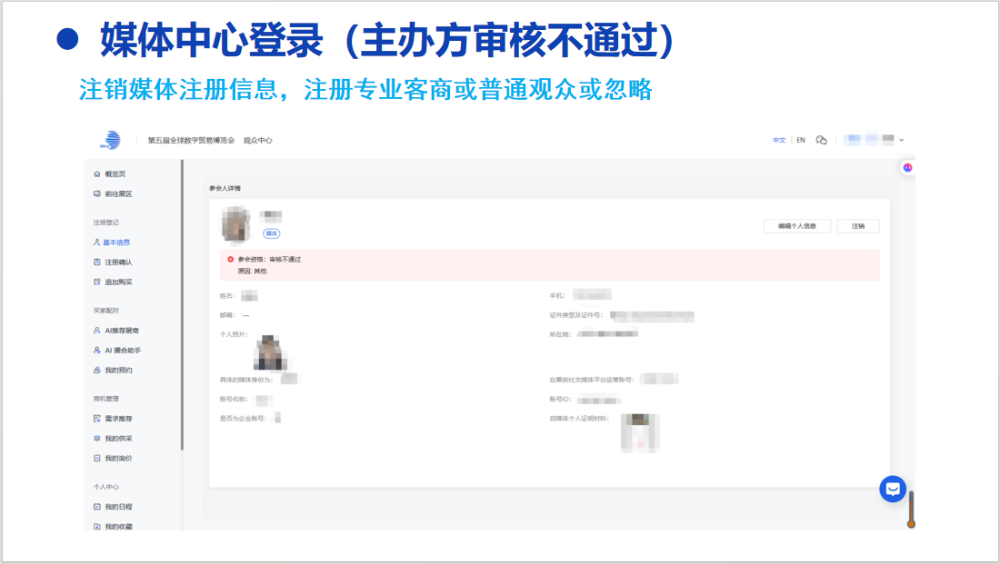 媒体中心登录（主办方审核不通过）
注销媒体注册信息，注册专业客商或普通观众或忽略
第五届全球数字贸易博览会 观众中心
中文 | EN
概览页
前往展区
注册登记
基本信息
注册确认
追加购买
买家配对
AI推荐展商
AI 撮合助手
我的预约
商机管理
需求推荐
我的供采
我的询价
个人中心
我的日程
我的收藏
参会人详情
媒体
编辑个人信息
注销
参会资格：审核不通过
原因: 其他
姓名：
手机：
邮箱： —
证件类型及证件号：
个人照片：
所在地：
具体的媒体身份为：
在哪些社交媒体平台运营账号：
账号名称：
账号ID：
是否为企业账号：
自媒体个人证明材料：